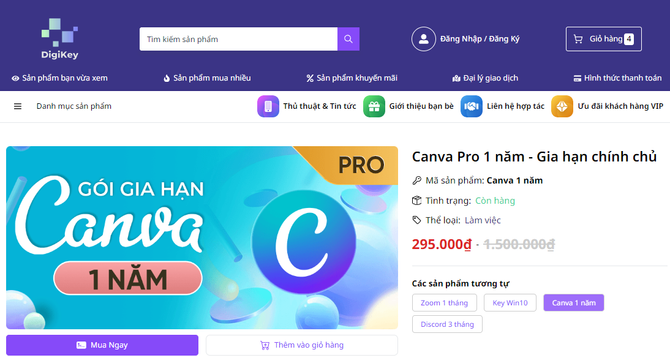 DigiKey
Tìm kiếm sản phẩm
Đăng Nhập / Đăng Ký
Giỏ hàng 4
Sản phẩm bạn vừa xem
Sản phẩm mua nhiều
Sản phẩm khuyến mãi
Đại lý giao dịch
Hình thức thanh toán
Danh mục sản phẩm
Thủ thuật & Tin tức
Giới thiệu bạn bè
Liên hệ hợp tác
Ưu đãi khách hàng VIP
PRO
GÓI GIA HẠN
Canva
1 NĂM
C
Mua Ngay
Thêm vào giỏ hàng
Canva Pro 1 năm - Gia hạn chính chủ
Mã sản phẩm: Canva 1 năm
Tình trạng: Còn hàng
Thể loại: Làm việc
295.000₫ - 1.500.000₫
Các sản phẩm tương tự
Zoom 1 tháng
Key Win10
Canva 1 năm
Discord 3 tháng